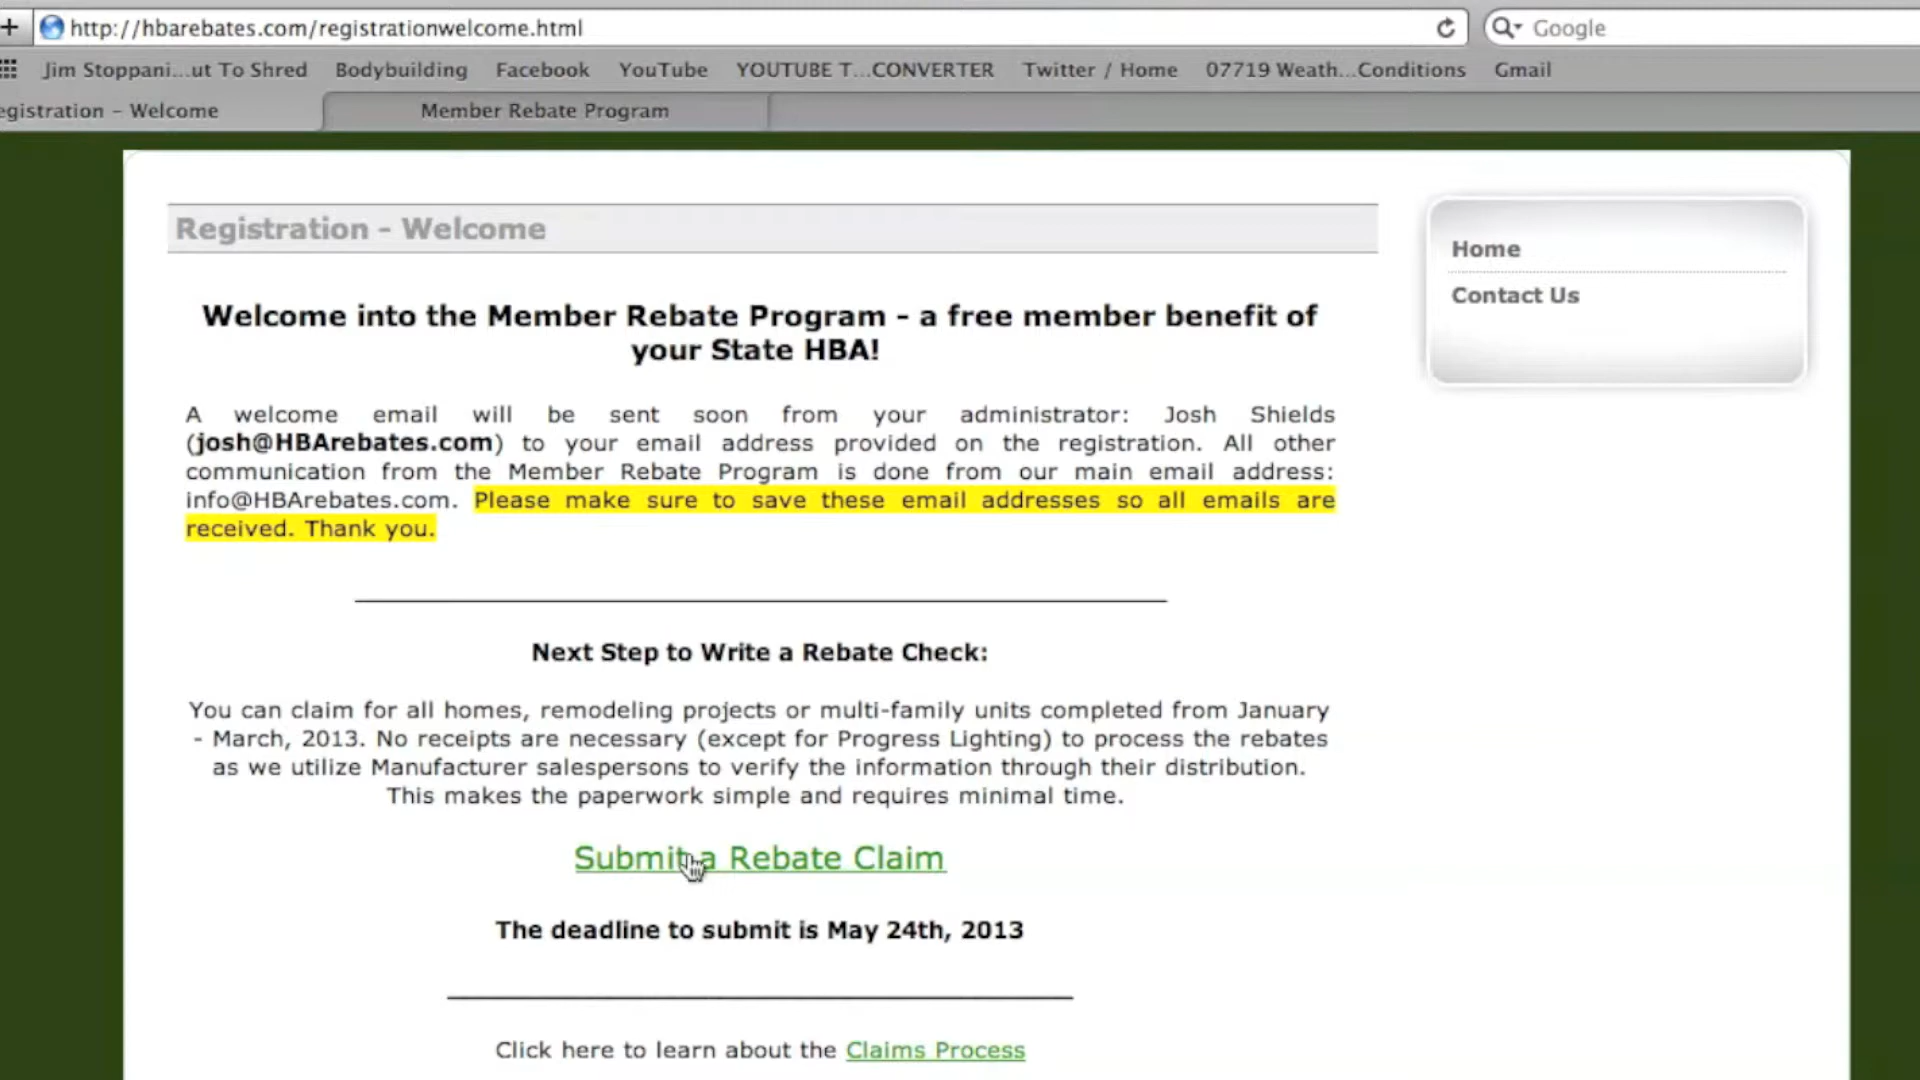 http://hbarebates.com/registrationwelcome.html
Google
Jim Stoppani...ut To Shred Bodybuilding Facebook YouTube YOUTUBE T...CONVERTER Twitter / Home 07719 Weath...Conditions Gmail
egistration – Welcome Member Rebate Program
Registration - Welcome
Home
Contact Us
Welcome into the Member Rebate Program - a free member benefit of
your State HBA!
A welcome email will be sent soon from your administrator: Josh Shields
(josh@HBArebates.com) to your email address provided on the registration. All other
communication from the Member Rebate Program is done from our main email address:
info@HBArebates.com. Please make sure to save these email addresses so all emails are
received. Thank you.
Next Step to Write a Rebate Check:
You can claim for all homes, remodeling projects or multi-family units completed from January
- March, 2013. No receipts are necessary (except for Progress Lighting) to process the rebates
as we utilize Manufacturer salespersons to verify the information through their distribution.
This makes the paperwork simple and requires minimal time.
Submit a Rebate Claim
The deadline to submit is May 24th, 2013
Click here to learn about the Claims Process